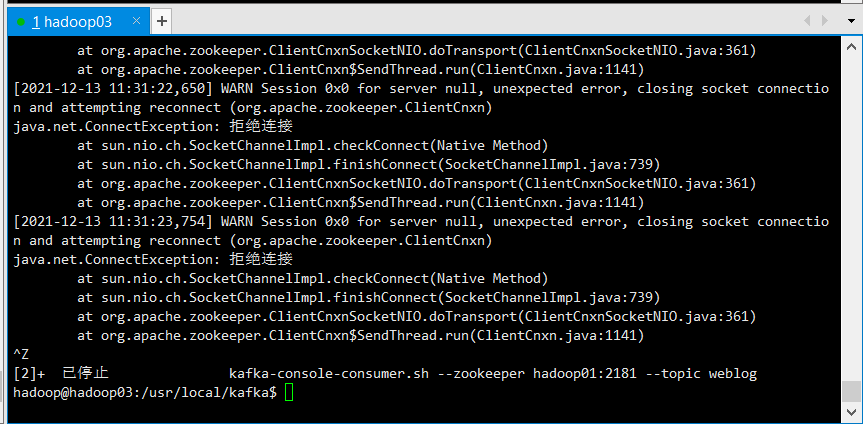 1 hadoop03
at org.apache.zookeeper.ClientCnxnSocketNIO.doTransport(ClientCnxnSocketNIO.java:361)
at org.apache.zookeeper.ClientCnxn$SendThread.run(ClientCnxn.java:1141)
[2021-12-13 11:31:22,650] WARN Session 0x0 for server null, unexpected error, closing socket connectio
n and attempting reconnect (org.apache.zookeeper.ClientCnxn)
java.net.ConnectException: 拒绝连接
at sun.nio.ch.SocketChannelImpl.checkConnect(Native Method)
at sun.nio.ch.SocketChannelImpl.finishConnect(SocketChannelImpl.java:739)
at org.apache.zookeeper.ClientCnxnSocketNIO.doTransport(ClientCnxnSocketNIO.java:361)
at org.apache.zookeeper.ClientCnxn$SendThread.run(ClientCnxn.java:1141)
[2021-12-13 11:31:23,754] WARN Session 0x0 for server null, unexpected error, closing socket connectio
n and attempting reconnect (org.apache.zookeeper.ClientCnxn)
java.net.ConnectException: 拒绝连接
at sun.nio.ch.SocketChannelImpl.checkConnect(Native Method)
at sun.nio.ch.SocketChannelImpl.finishConnect(SocketChannelImpl.java:739)
at org.apache.zookeeper.ClientCnxnSocketNIO.doTransport(ClientCnxnSocketNIO.java:361)
at org.apache.zookeeper.ClientCnxn$SendThread.run(ClientCnxn.java:1141)
^Z
[2]+ 已停止 kafka-console-consumer.sh --zookeeper hadoop01:2181 --topic weblog
hadoop@hadoop03:/usr/local/kafka$